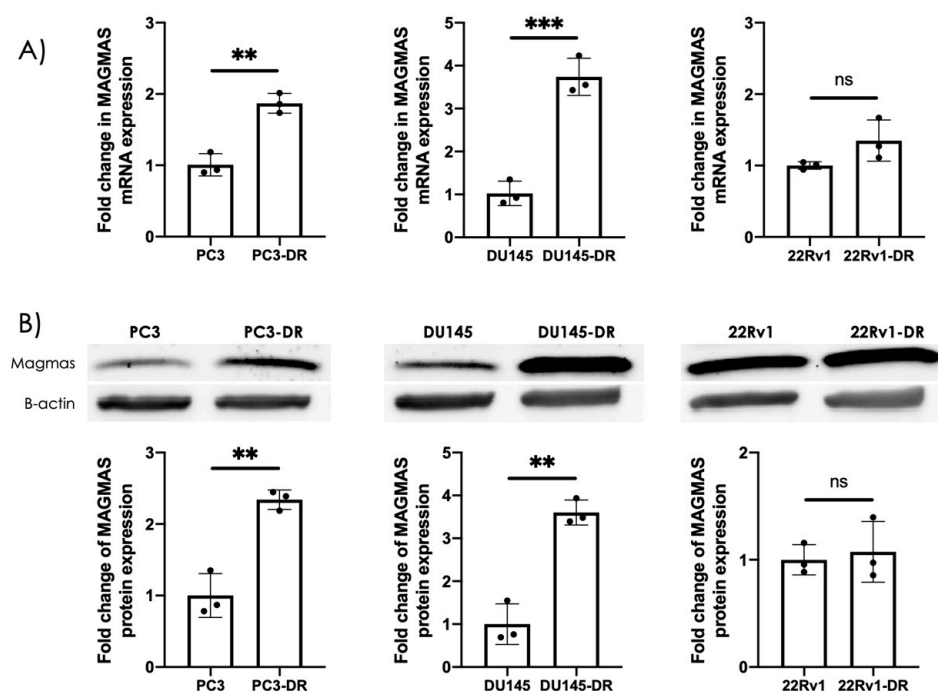 A)
Fold change in MAGMAS
mRNA expression
3
2
1
0
**
PC3 PC3-DR
Fold change in MAGMAS
mRNA expression
5
4
3
2
1
0
***
DU145 DU145-DR
Fold change in MAGMAS
mRNA expression
3
2
1
0
ns
22Rv1 22Rv1-DR
B)
PC3 PC3-DR
DU145 DU145-DR
22Rv1 22Rv1-DR
Magmas
B-actin
Fold change of MAGMAS
protein expression
3
2
1
0
**
PC3 PC3-DR
Fold change of MAGMAS
protein expression
6
4
2
0
**
DU145 DU145-DR
Fold change of MAGMAS
protein expression
2
1
0
ns
22Rv1 22Rv1-DR